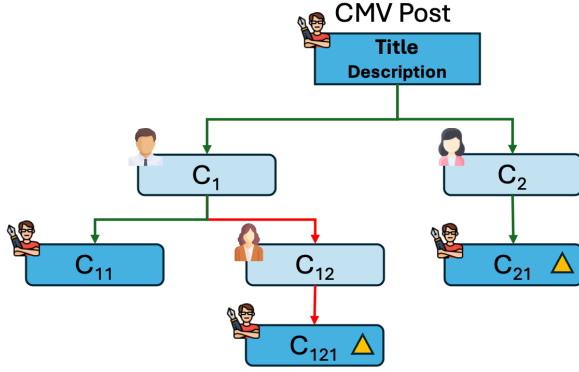 CMV Post
Title
Description
C₁
C₂
C₁₁
C₁₂
C₂₁
C₁₂₁